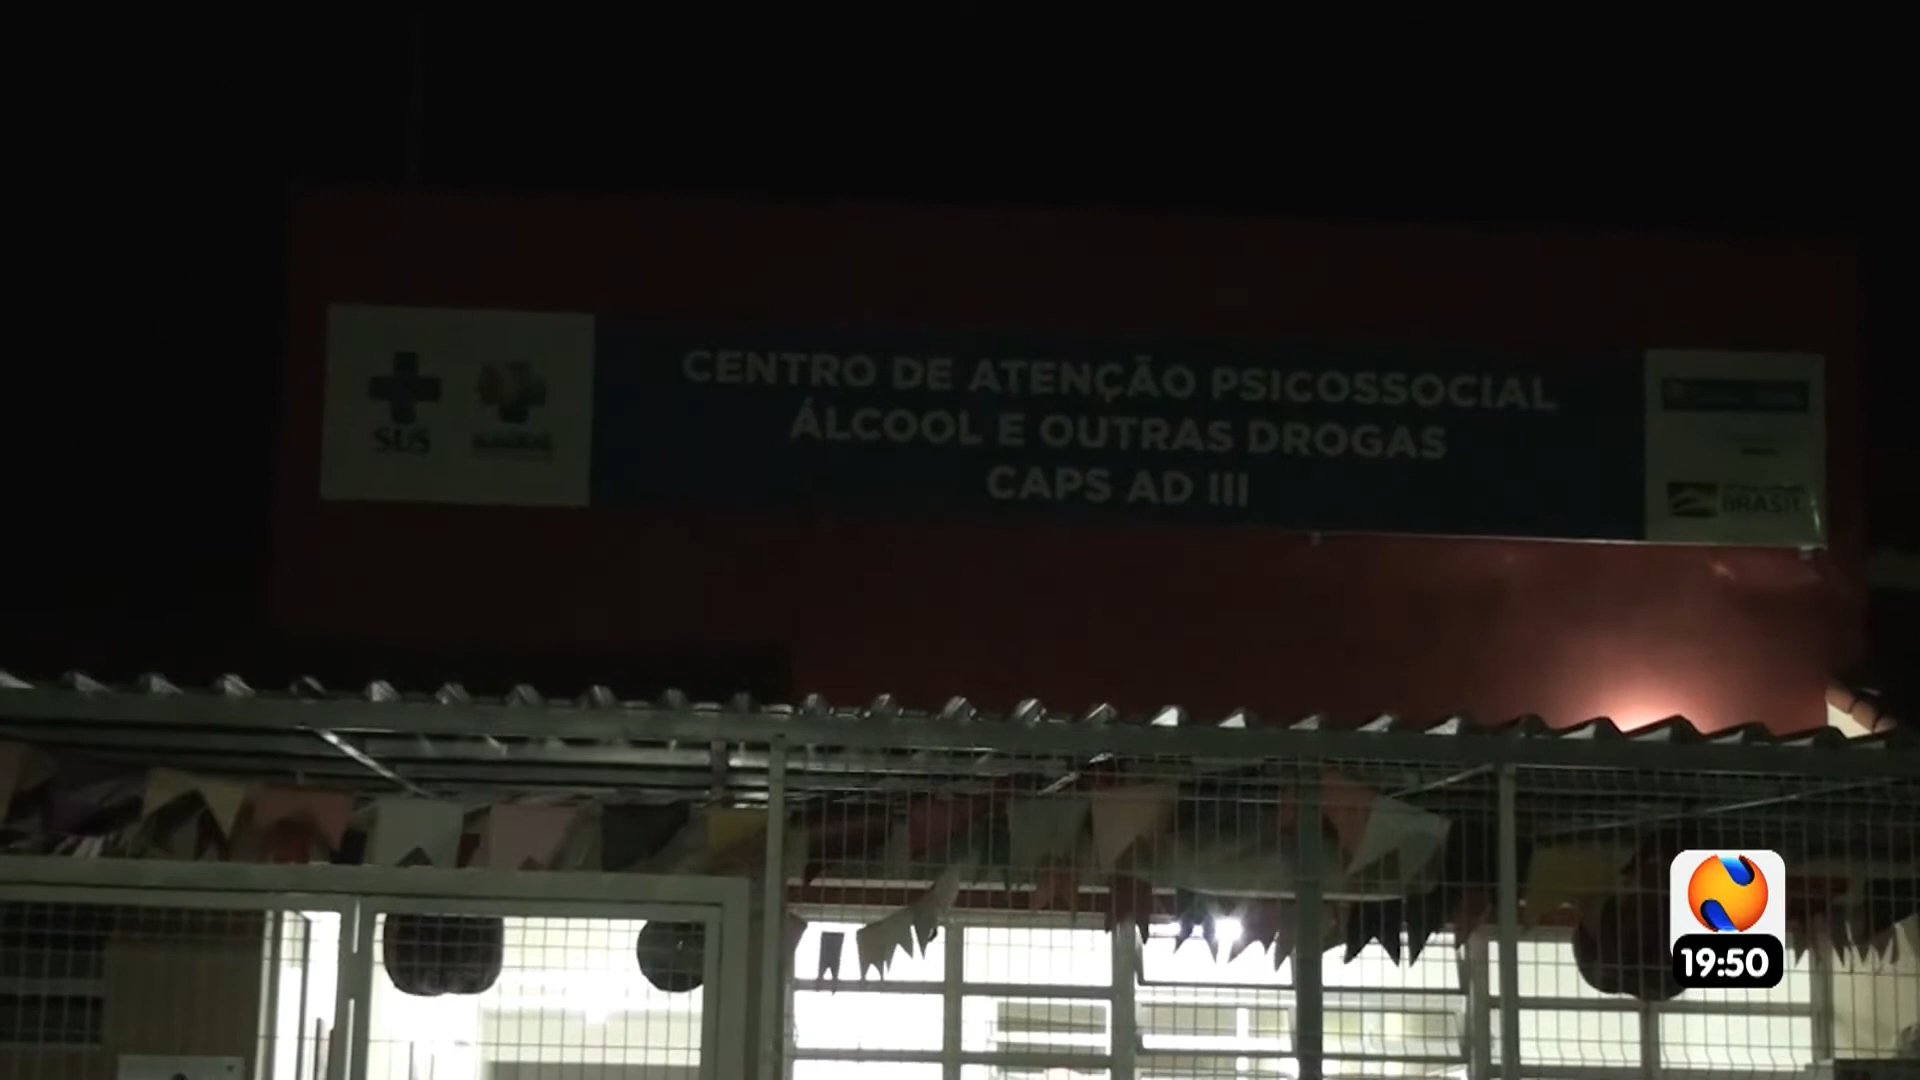 CENTRO DE ATENÇÃO PSICOSSOCIAL
ÁLCOOL E OUTRAS DROGAS
CAPS AD III
SUS
BRASIL
19:50